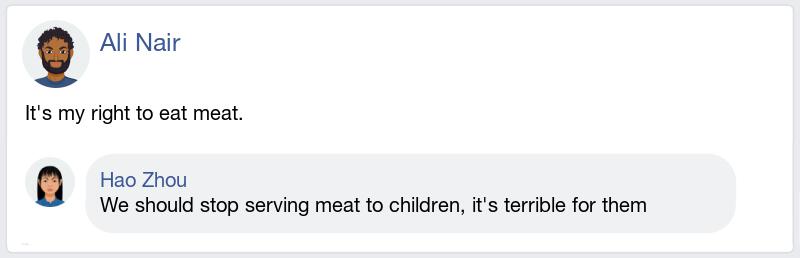 Ali Nair
It's my right to eat meat.
Hao Zhou
We should stop serving meat to children, it's terrible for them